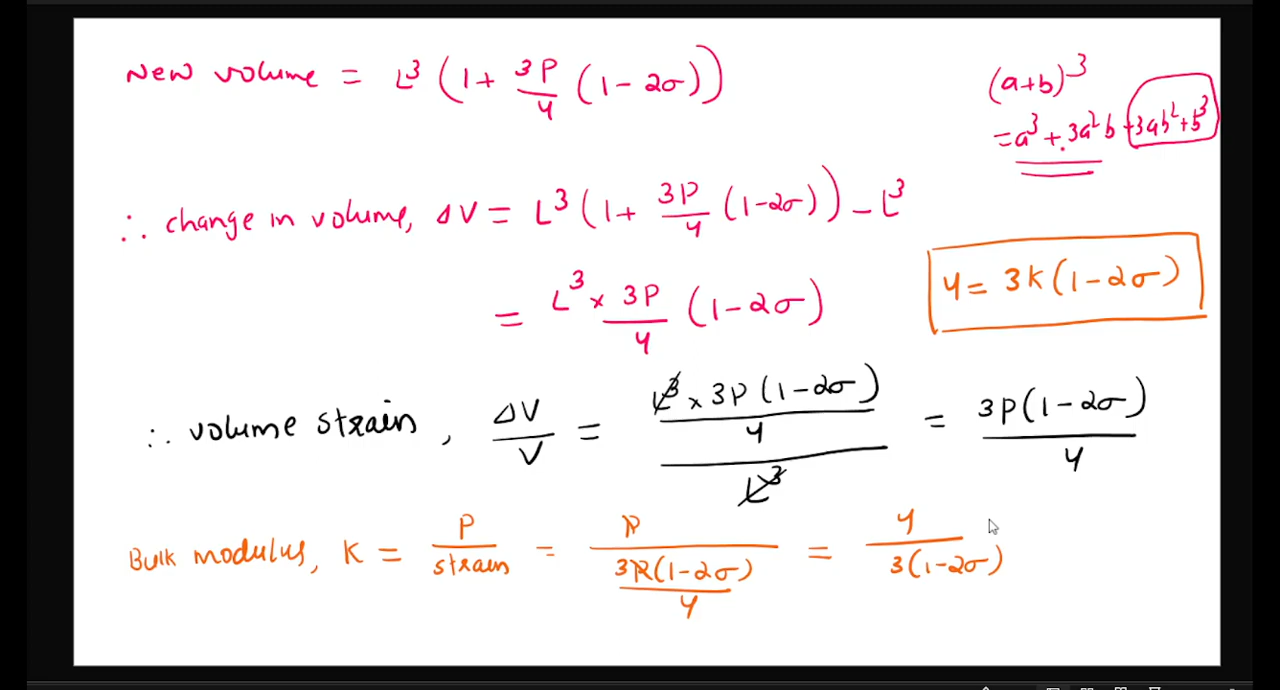 New volume = L³ (1 + 3P/Y (1 - 2σ))
(a+b)³
= a³ + 3a²b + 3ab² + b³
∴ change in volume, ΔV = L³ (1 + 3P/Y (1 - 2σ)) - L³
Y = 3K (1 - 2σ)
= L³ × 3P/Y (1 - 2σ)
∴ volume strain, ΔV/V = (L³ × 3P (1 - 2σ)/Y)/L³ = 3P (1 - 2σ)/Y
Bulk modulus, K = P/strain = P/(3P (1 - 2σ)/Y) = Y/3(1 - 2σ)